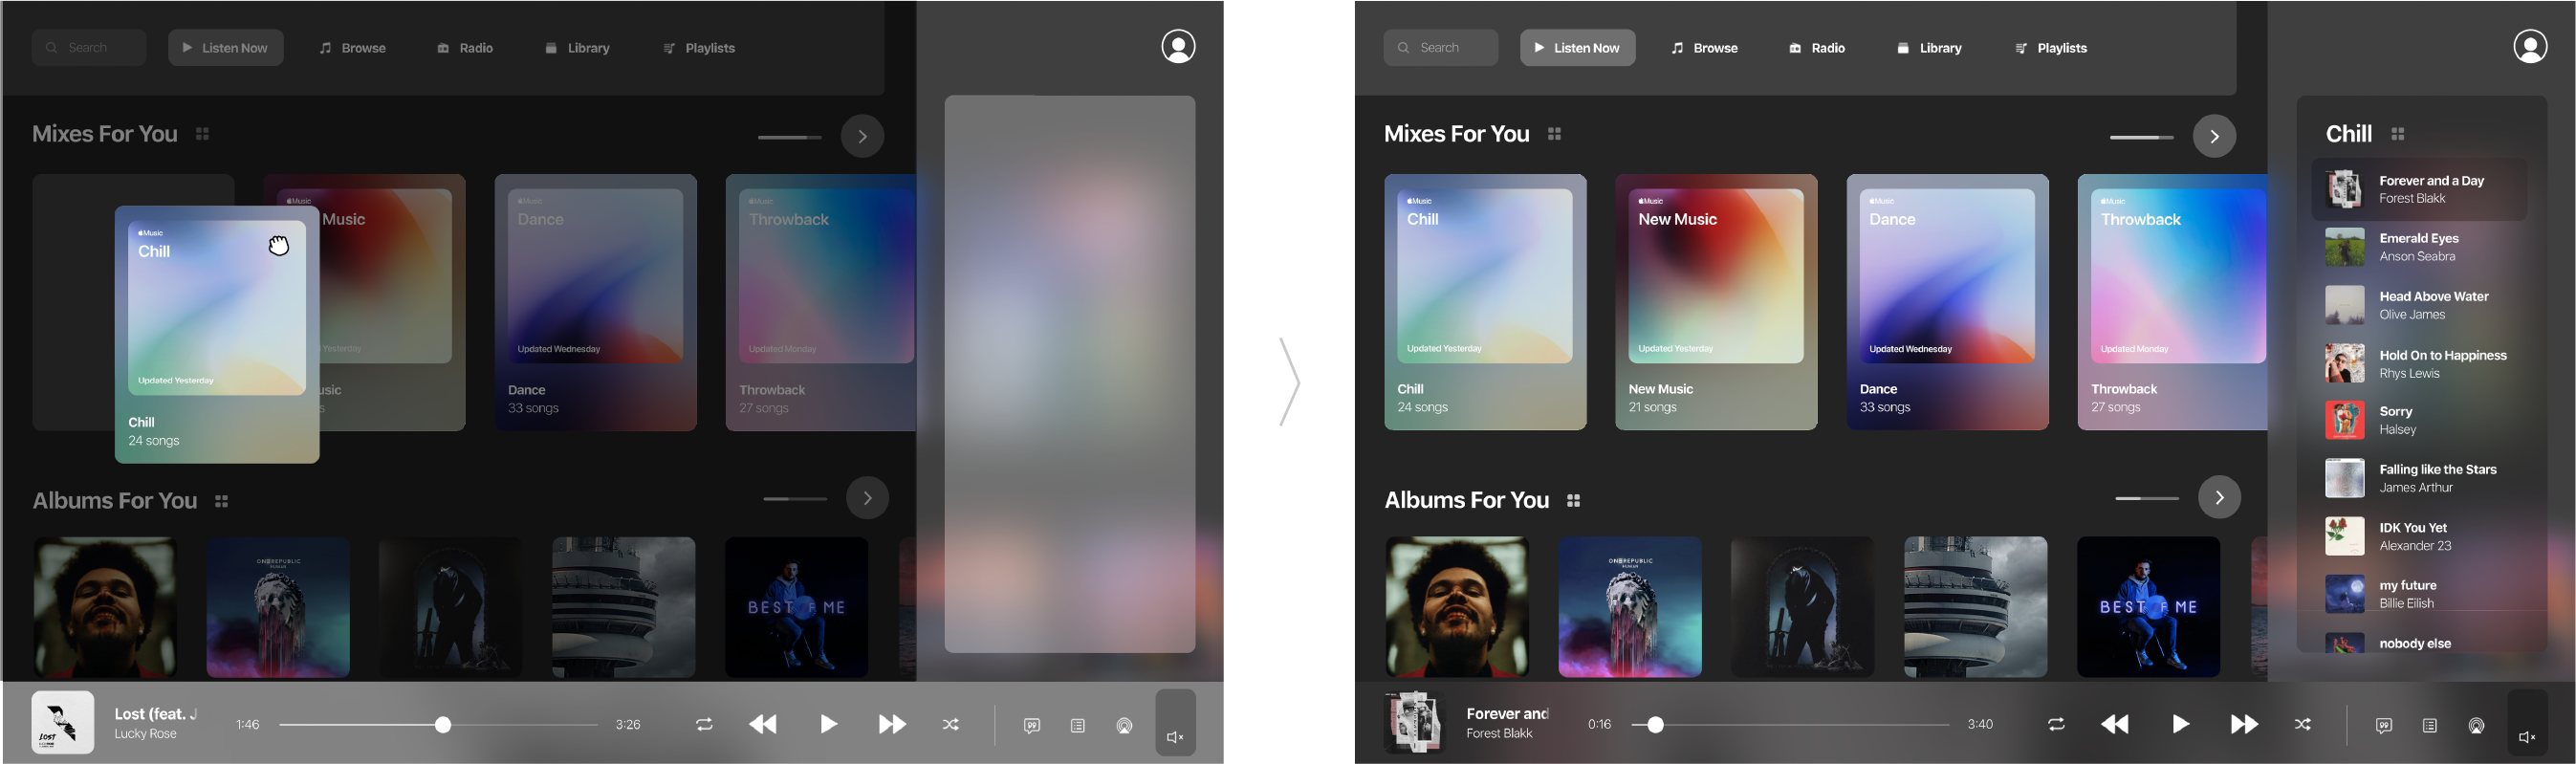 Search
Listen Now
Browse
Radio
Library
Playlists
Mixes For You
Music
Chill
Updated Yesterday
Chill
24 songs
Music
Music
Yesterday
usic
s
Music
Dance
Updated Wednesday
Dance
33 songs
Music
Throwback
Updated Monday
Throwback
27 songs
Albums For You
ONEREPUBLIC
HUMAN
BEST OF ME
LOST
Lost (feat. J
Lucky Rose
1:46
3:26
Search
Listen Now
Browse
Radio
Library
Playlists
Mixes For You
Music
Chill
Updated Yesterday
Chill
24 songs
Music
New Music
Updated Yesterday
New Music
21 songs
Music
Dance
Updated Wednesday
Dance
33 songs
Music
Throwback
Updated Monday
Throwback
27 songs
Albums For You
ONEREPUBLIC
HUMAN
BEST OF ME
Chill
Forever and a Day
Forest Blakk
Emerald Eyes
Anson Seabra
Head Above Water
Olive James
Hold On to Happiness
Rhys Lewis
Sorry
Halsey
Falling like the Stars
James Arthur
IDK You Yet
Alexander 23
my future
Billie Eilish
nobody else
Forever and
Forest Blakk
0:16
3:40